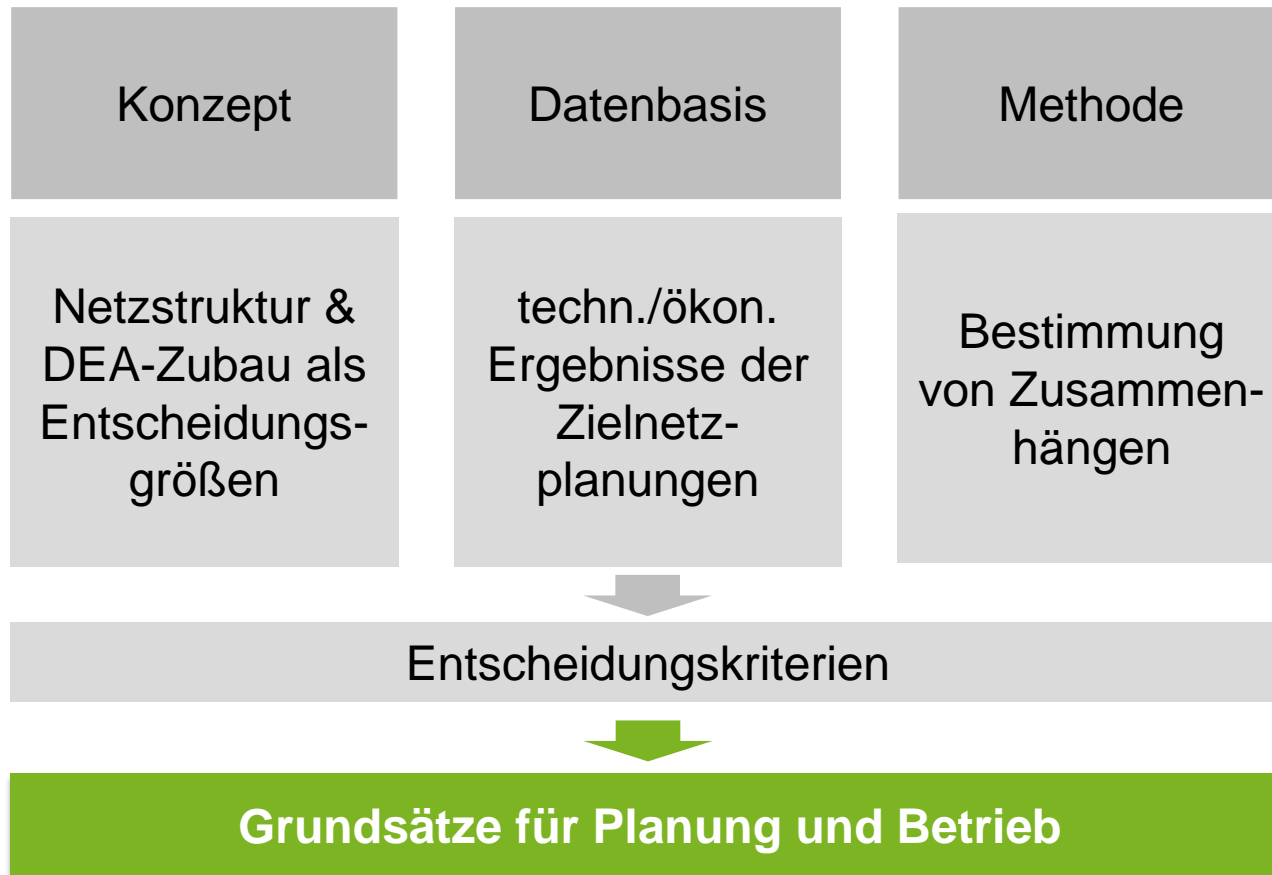 Konzept
Datenbasis
Methode
Netzstruktur &
DEA-Zubau als
Entscheidungs-
größen
techn./ökon.
Ergebnisse der
Zielnetz-
planungen
Bestimmung
von Zusammen-
hängen
Entscheidungskriterien
Grundsätze für Planung und Betrieb